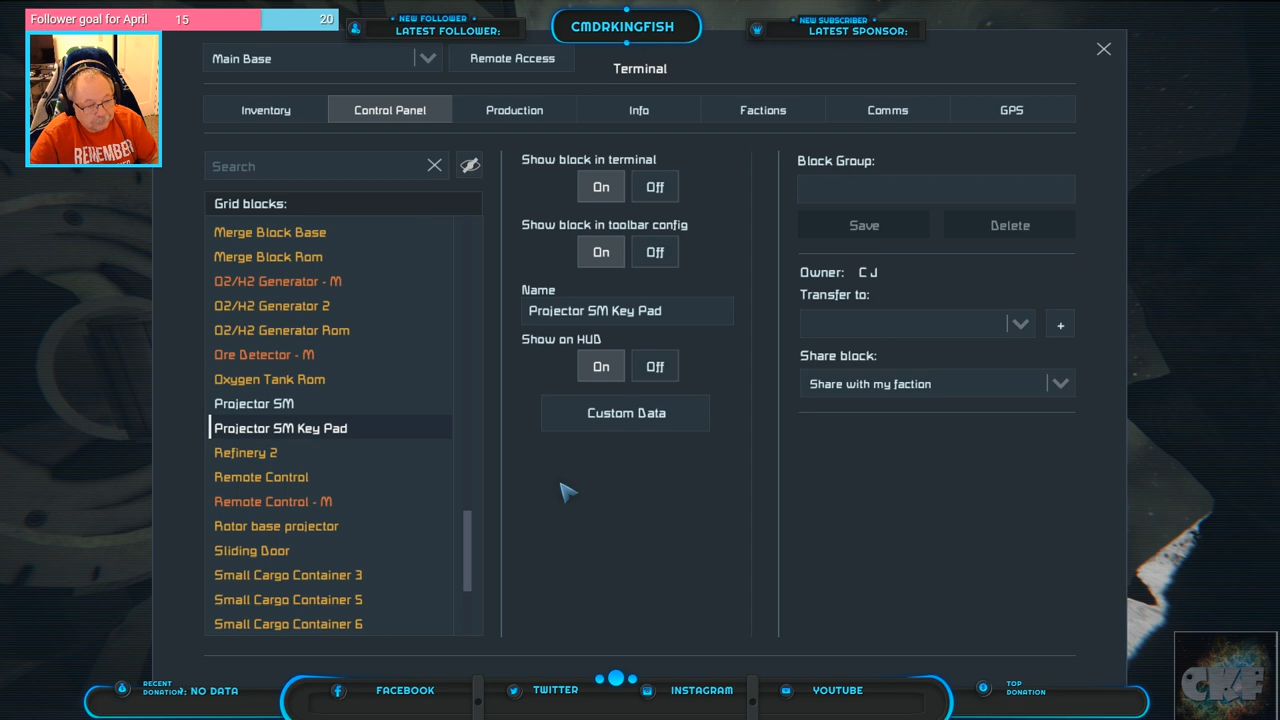 Follower goal for April 15 20
NEW FOLLOWER
LATEST FOLLOWER:
CMDRKINGFISH
NEW SUBSCRIBER
LATEST SPONSOR:
Main Base
Remote Access
Terminal
Inventory
Control Panel
Production
Info
Factions
Comms
GPS
REMEMBER
Search
Grid blocks:
Merge Block Base
Merge Block Rom
O2/H2 Generator - M
O2/H2 Generator 2
O2/H2 Generator Rom
Ore Detector - M
Oxygen Tank Rom
Projector SM
Projector SM Key Pad
Refinery 2
Remote Control
Remote Control - M
Rotor base projector
Sliding Door
Small Cargo Container 3
Small Cargo Container 5
Small Cargo Container 6
Show block in terminal
On Off
Show block in toolbar config
On Off
Name
Projector SM Key Pad
Show on HUD
On Off
Custom Data
Block Group:
Save Delete
Owner: C J
Transfer to:
+
Share block:
Share with my faction
RECENT
DONATION: NO DATA
FACEBOOK
TWITTER
INSTAGRAM
YOUTUBE
TOP
DONATION
CKF